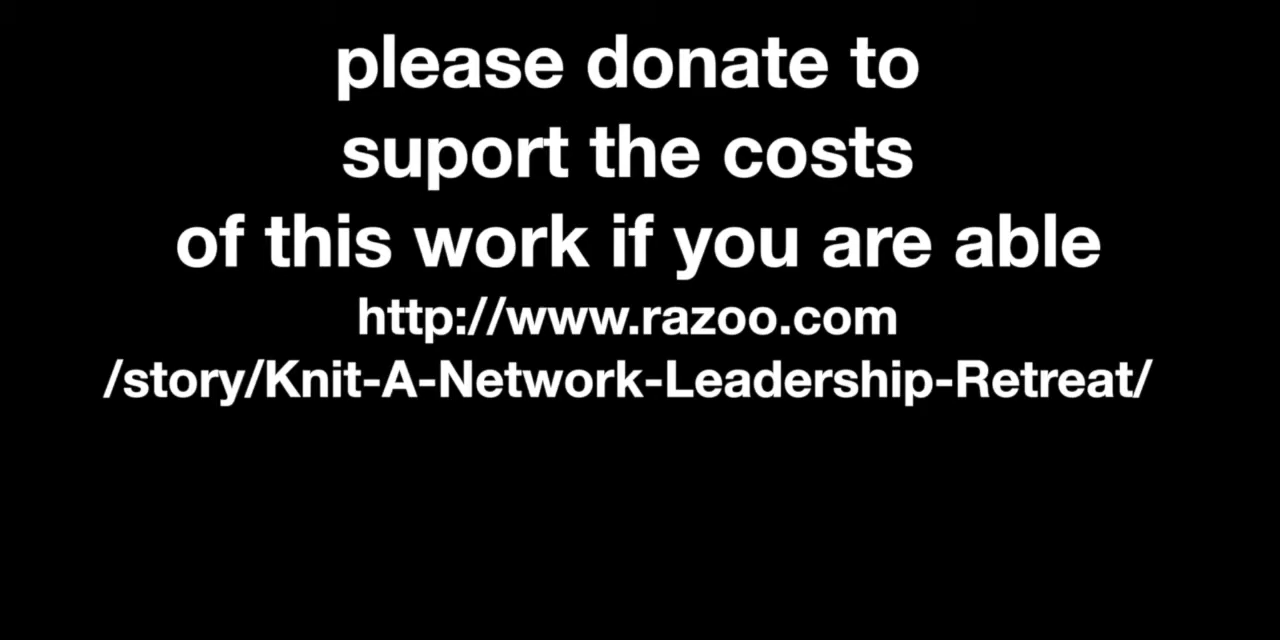 please donate to
suport the costs
of this work if you are able
http://www.razoo.com
/story/Knit-A-Network-Leadership-Retreat/